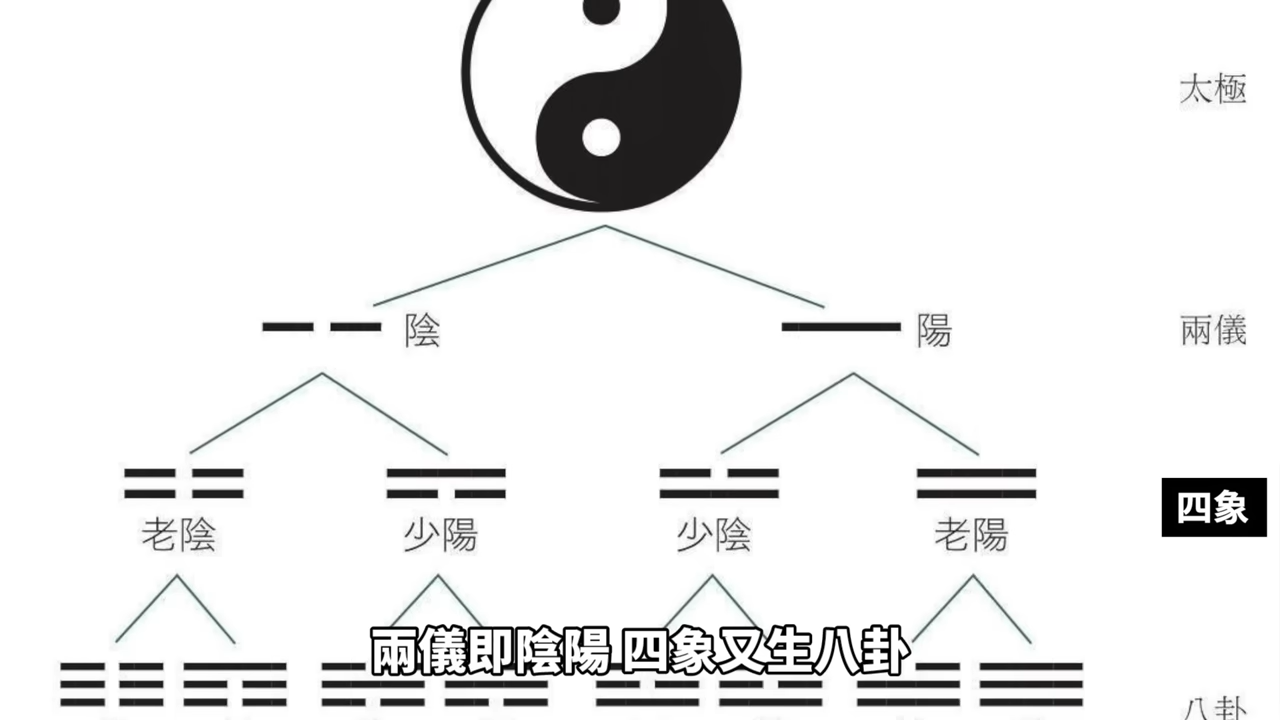 太極
陰 陽 兩儀
四象
老陰 少陽 少陰 老陽
兩儀即陰陽 四象又生八卦
八卦